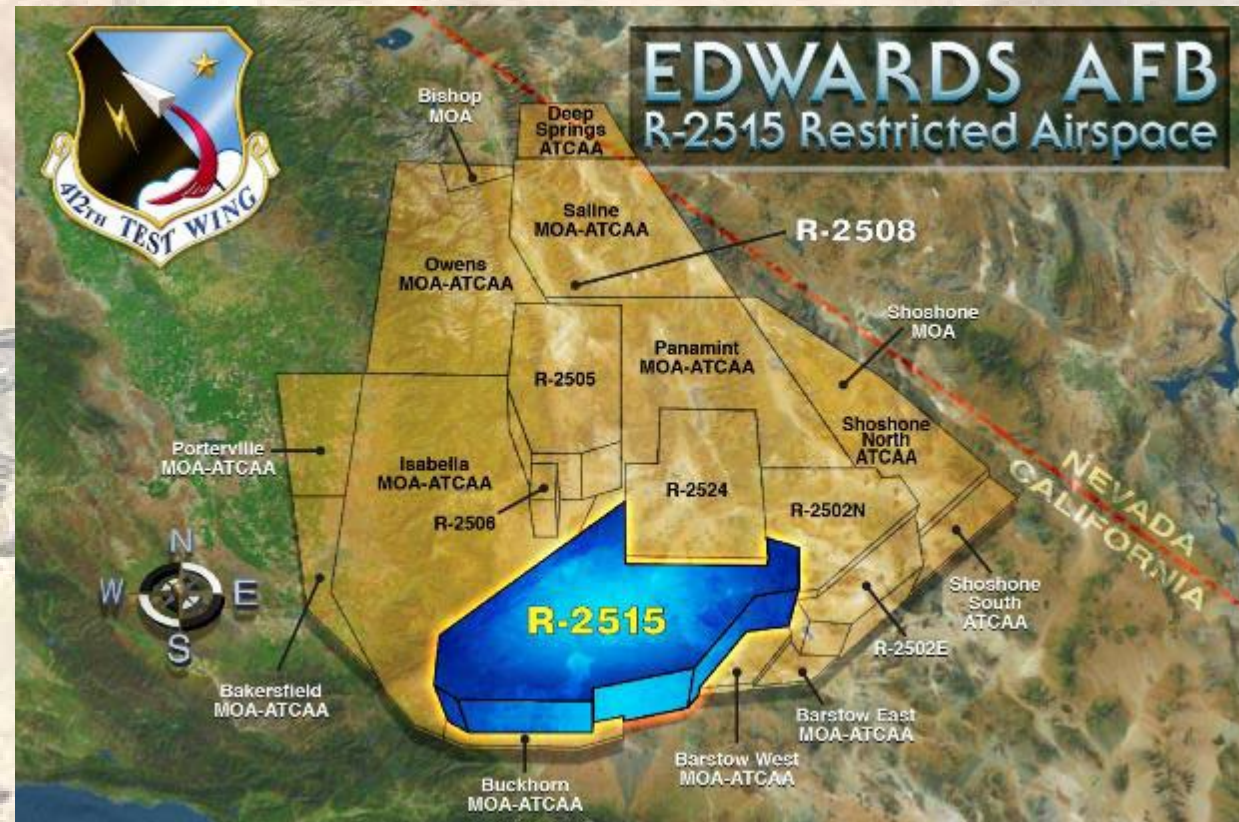 EDWARDS AFB
R-2515 Restricted Airspace
412TH TEST WING
Bishop
MOA
Deep
Springs
ATCAA
Saline
MOA-ATCAA
R-2508
Owens
MOA-ATCAA
Shoshone
MOA
Panamint
MOA-ATCAA
R-2505
Shoshone
North
ATCAA
Porterville
MOA-ATCAA
Isabella
MOA-ATCAA
R-2506
R-2524
R-2502N
NEVADA
CALIFORNIA
N
W
E
S
R-2515
Shoshone
South
ATCAA
R-2502E
Bakersfield
MOA-ATCAA
Barstow East
MOA-ATCAA
Barstow West
MOA-ATCAA
Buckhorn
MOA-ATCAA